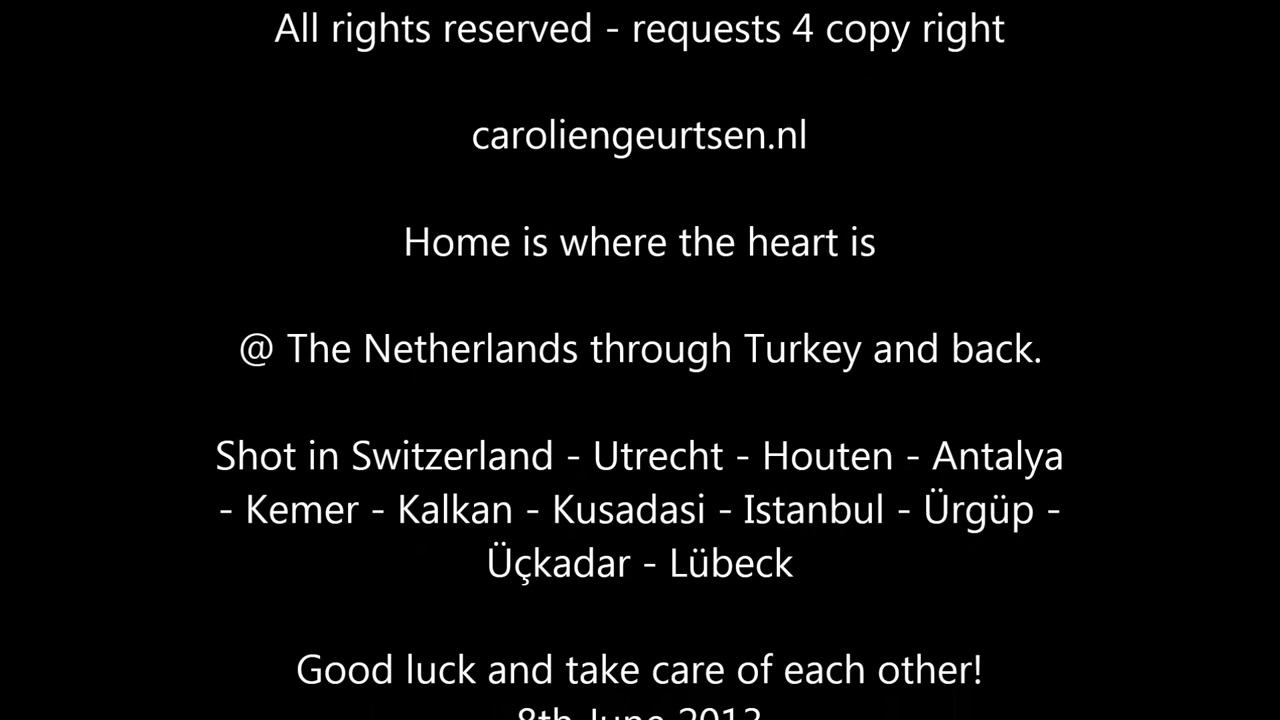 All rights reserved - requests 4 copy right
caroliengeurtsen.nl
Home is where the heart is
@ The Netherlands through Turkey and back.
Shot in Switzerland - Utrecht - Houten - Antalya
- Kemer - Kalkan - Kusadasi - Istanbul - Ürgüp -
Üçkadar - Lübeck
Good luck and take care of each other!
8th June